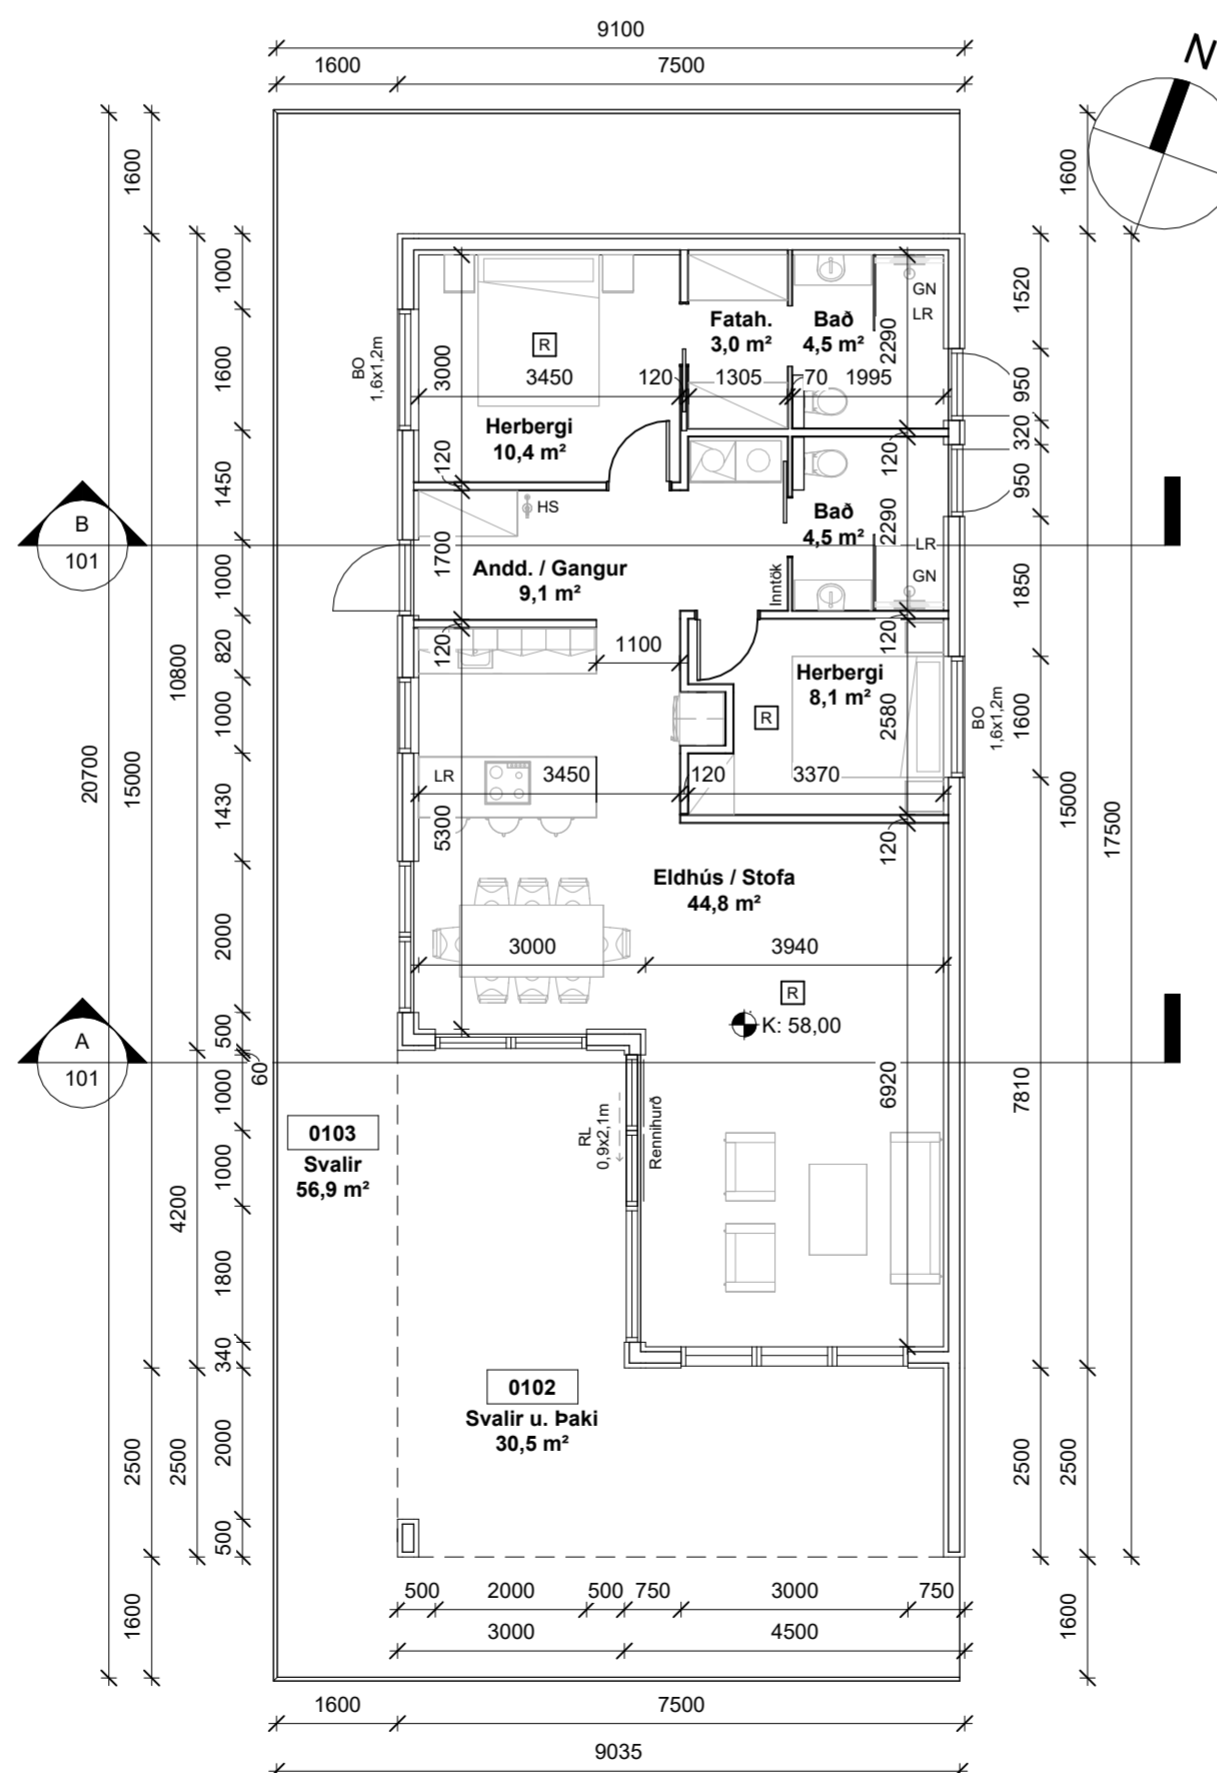 9100
1600
7500
N
1600
1000
1600
1450
1000
820
1000
1430
2000
500
60
1000
1000
1800
340
2000
500
10800
4200
2500
15000
2500
1600
20700
1600
1520
950
320
950
1850
1600
7810
2500
15000
2500
1600
17500
BO
1,6x1,2m
3000
R
3450
Herbergi
10,4 m²
120
120
Fatah.
3,0 m²
1305
70
Bað
4,5 m²
1995
2290
GN
LR
120
HS
B
101
1700
Andd. / Gangur
9,1 m²
Inntök
Bað
4,5 m²
2290
LR
GN
120
120
1100
Herbergi
8,1 m²
R
2580
BO
1,6x1,2m
LR
3450
120
3370
5300
120
Eldhús / Stofa
44,8 m²
3000
3940
R
K: 58,00
A
101
6920
RL
0,9x2,1m
Rennihurð
0103
Svalir
56,9 m²
0102
Svalir u. Þaki
30,5 m²
500
2000
500
750
3000
750
3000
4500
1600
7500
9035